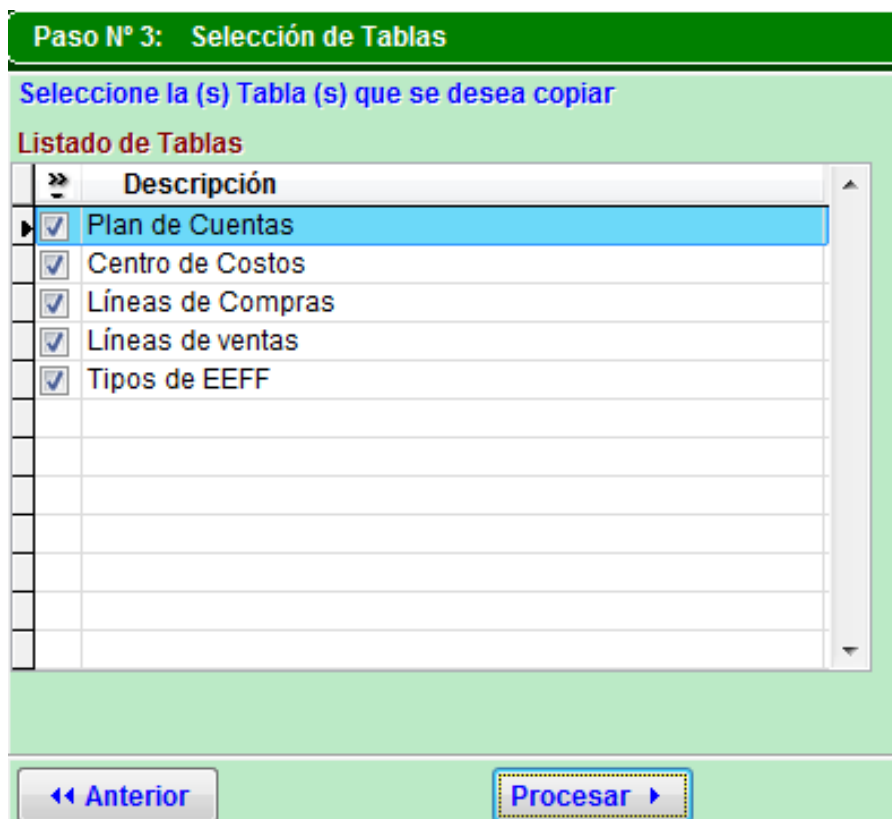 Paso N° 3: Selección de Tablas
Seleccione la (s) Tabla (s) que se desea copiar
Listado de Tablas
Descripción
Plan de Cuentas
Centro de Costos
Líneas de Compras
Líneas de ventas
Tipos de EEFF
Anterior Procesar